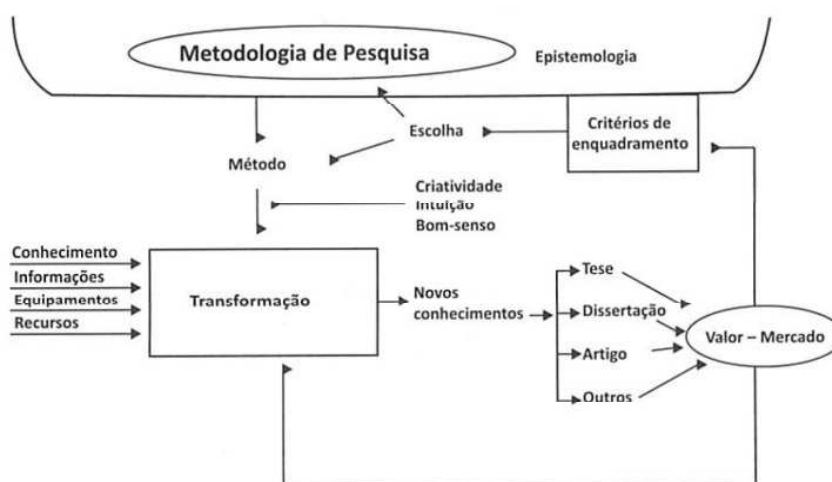 Metodologia de Pesquisa
Epistemologia
Escolha
Critérios de
enquadramento
Método
Criatividade
Intuição
Bom-senso
Conhecimento
Informações
Equipamentos
Recursos
Transformação
Novos
conhecimentos
Tese
Dissertação
Artigo
Outros
Valor – Mercado